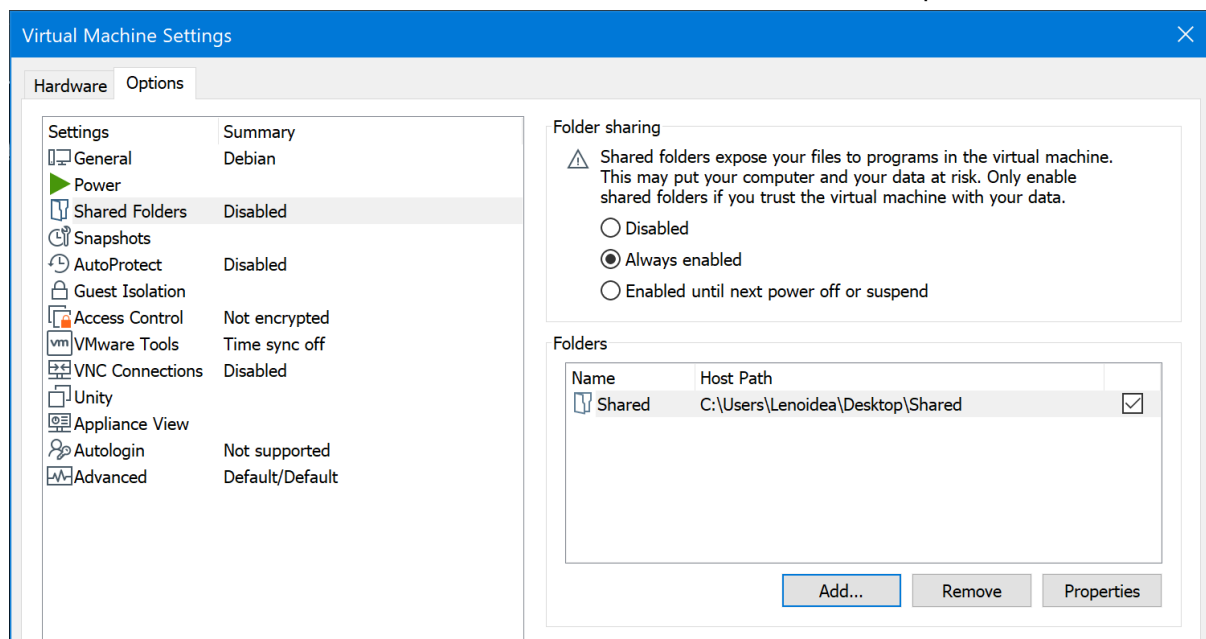 Virtual Machine Settings
Hardware Options
Settings Summary
General Debian
Power
Shared Folders Disabled
Snapshots
AutoProtect Disabled
Guest Isolation
Access Control Not encrypted
vm VMware Tools Time sync off
VNC Connections Disabled
Unity
Appliance View
Autologin Not supported
Advanced Default/Default
Folder sharing
Shared folders expose your files to programs in the virtual machine.
This may put your computer and your data at risk. Only enable
shared folders if you trust the virtual machine with your data.
Disabled
Always enabled
Enabled until next power off or suspend
Folders
Name Host Path
Shared C:\Users\Lenoidea\Desktop\Shared
Add... Remove Properties